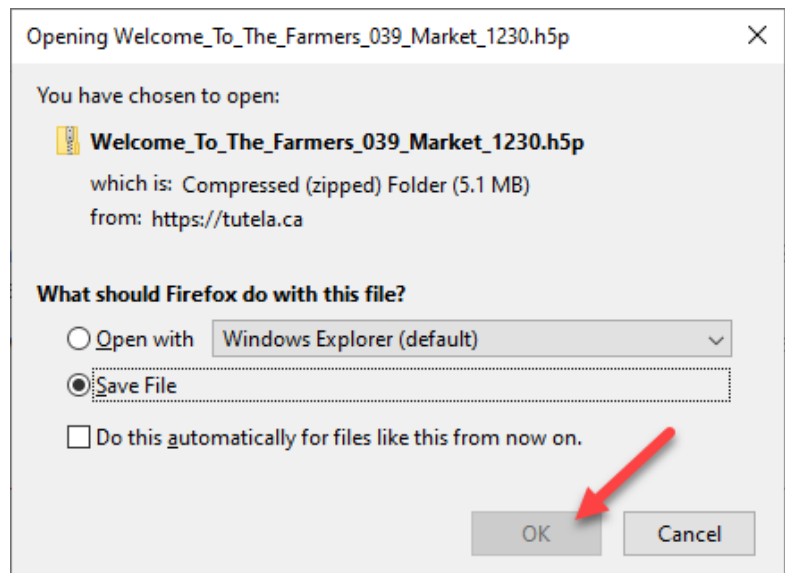 Opening Welcome_To_The_Farmers_039_Market_1230.h5p
You have chosen to open:
Welcome_To_The_Farmers_039_Market_1230.h5p
which is: Compressed (zipped) Folder (5.1 MB)
from: https://tutela.ca
What should Firefox do with this file?
Open with Windows Explorer (default)
Save File
Do this automatically for files like this from now on.
OK Cancel